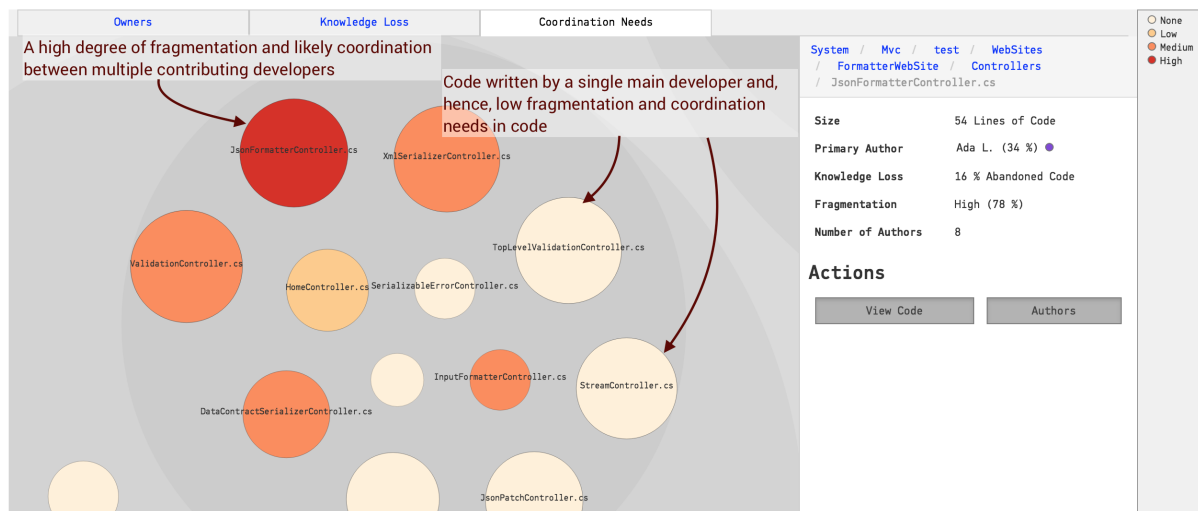 Owners
Knowledge Loss
Coordination Needs
None
Low
Medium
High
A high degree of fragmentation and likely coordination
between multiple contributing developers
Code written by a single main developer and,
hence, low fragmentation and coordination
needs in code
JsonFormatterController.cs
XmlSerializerController.cs
TopLevelValidationController.cs
ValidationController.cs
HomeController.cs
SerializableErrorController.cs
InputFormatterController.cs
StreamController.cs
DataContractSerializerController.cs
JsonPatchController.cs
System / Mvc / test / WebSites
/ FormatterWebSite / Controllers
/ JsonFormatterController.cs
Size 54 Lines of Code
Primary Author Ada L. (34 %)
Knowledge Loss 16 % Abandoned Code
Fragmentation High (78 %)
Number of Authors 8
Actions
View Code
Authors